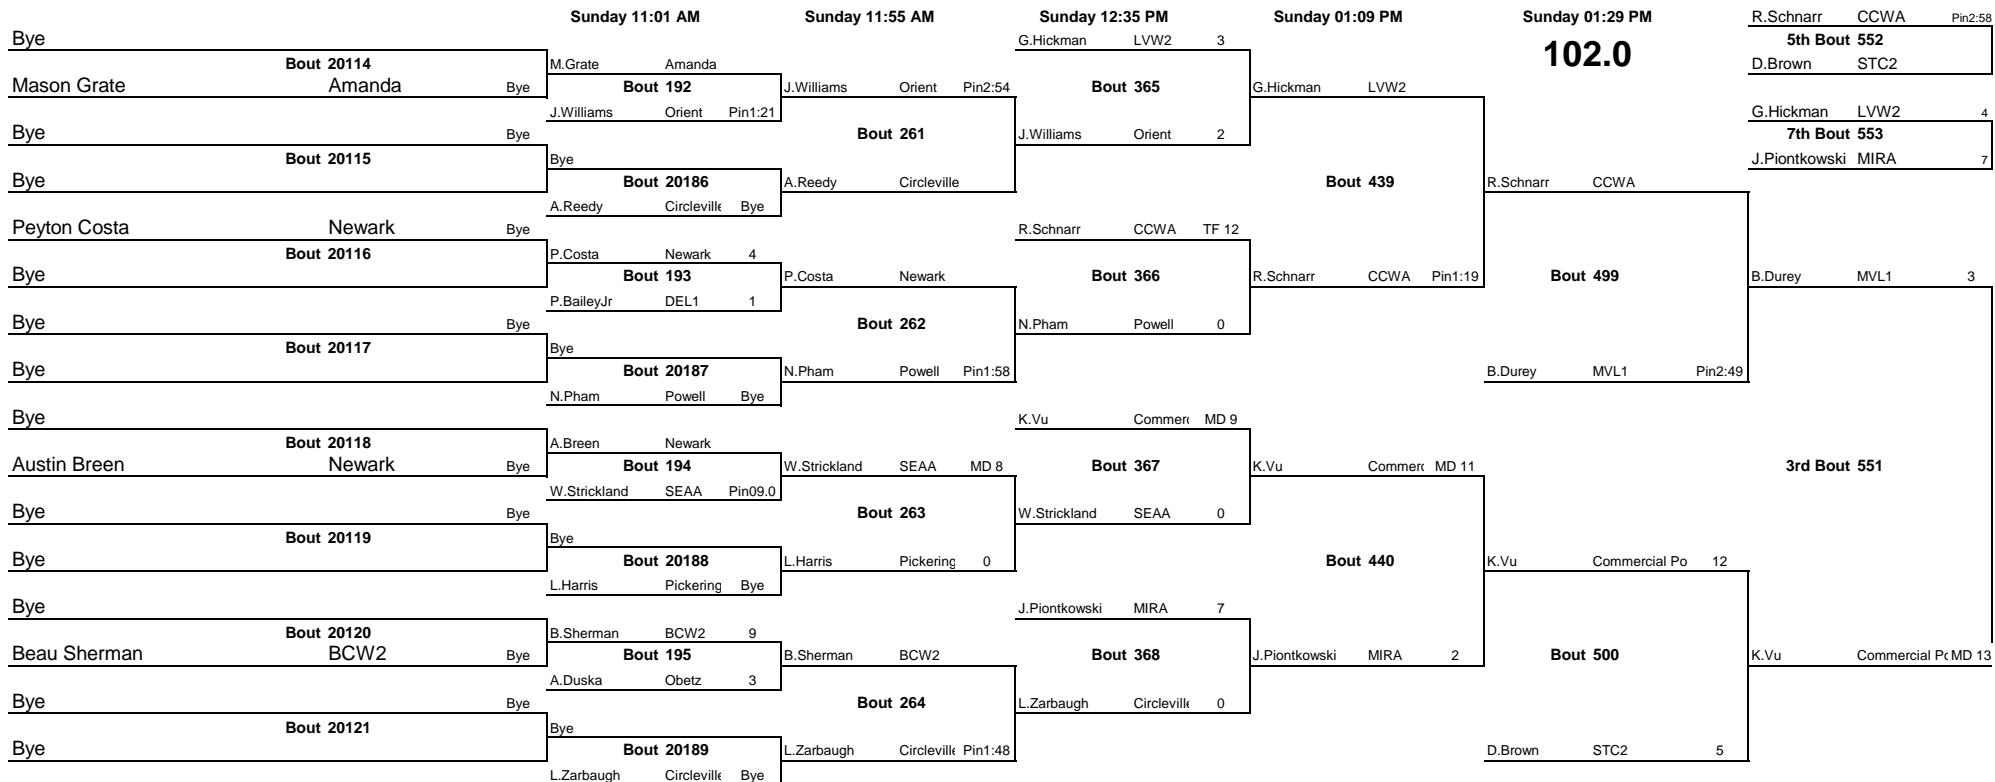 Sunday 11:01 AM Sunday 11:55 AM Sunday 12:35 PM Sunday 01:09 PM Sunday 01:29 PM R.Schnarr CCWA Pin2:58
Bye G.Hickman LVW2 3 102.0 5th Bout 552
Bout 20114 M.Grate Amanda D.Brown STC2
Mason Grate Amanda Bye Bout 192 J.Williams Orient Pin2:54 Bout 365 G.Hickman LVW2
J.Williams Orient Pin1:21 G.Hickman LVW2 4
Bye Bye Bout 261 J.Williams Orient 2 7th Bout 553
Bout 20115 Bye J.Piontkowski MIRA 7
Bye Bout 20186 A.Reedy Circleville Bout 439 R.Schnarr CCWA
A.Reedy Circleville Bye
Peyton Costa Newark Bye R.Schnarr CCWA TF 12
Bout 20116 P.Costa Newark 4
Bye Bout 193 P.Costa Newark Bout 366 R.Schnarr CCWA Pin1:19 Bout 499 B.Durey MVL1 3
P.BaileyJr DEL1 1
Bye Bye Bout 262 N.Pham Powell 0
Bout 20117 Bye
Bye Bout 20187 N.Pham Powell Pin1:58 B.Durey MVL1 Pin2:49
N.Pham Powell Bye
Bye K.Vu Commerc MD 9
Bout 20118 A.Breen Newark
Austin Breen Newark Bye Bout 194 W.Strickland SEAA MD 8 Bout 367 K.Vu Commerc MD 11 3rd Bout 551
W.Strickland SEAA Pin09.0
Bye Bye Bout 263 W.Strickland SEAA 0
Bout 20119 Bye
Bye Bout 20188 L.Harris Pickering 0 Bout 440 K.Vu Commercial Po 12
L.Harris Pickering Bye
Bye J.Piontkowski MIRA 7
Bout 20120 B.Sherman BCW2 9
Beau Sherman BCW2 Bye Bout 195 B.Sherman BCW2 Bout 368 J.Piontkowski MIRA 2 Bout 500 K.Vu Commercial Po MD 13
A.Duska Obetz 3
Bye Bye Bout 264 L.Zarbaugh Circleville 0
Bout 20121 Bye
Bye Bout 20189 L.Zarbaugh Circleville Pin1:48 D.Brown STC2 5
L.Zarbaugh Circleville Bye